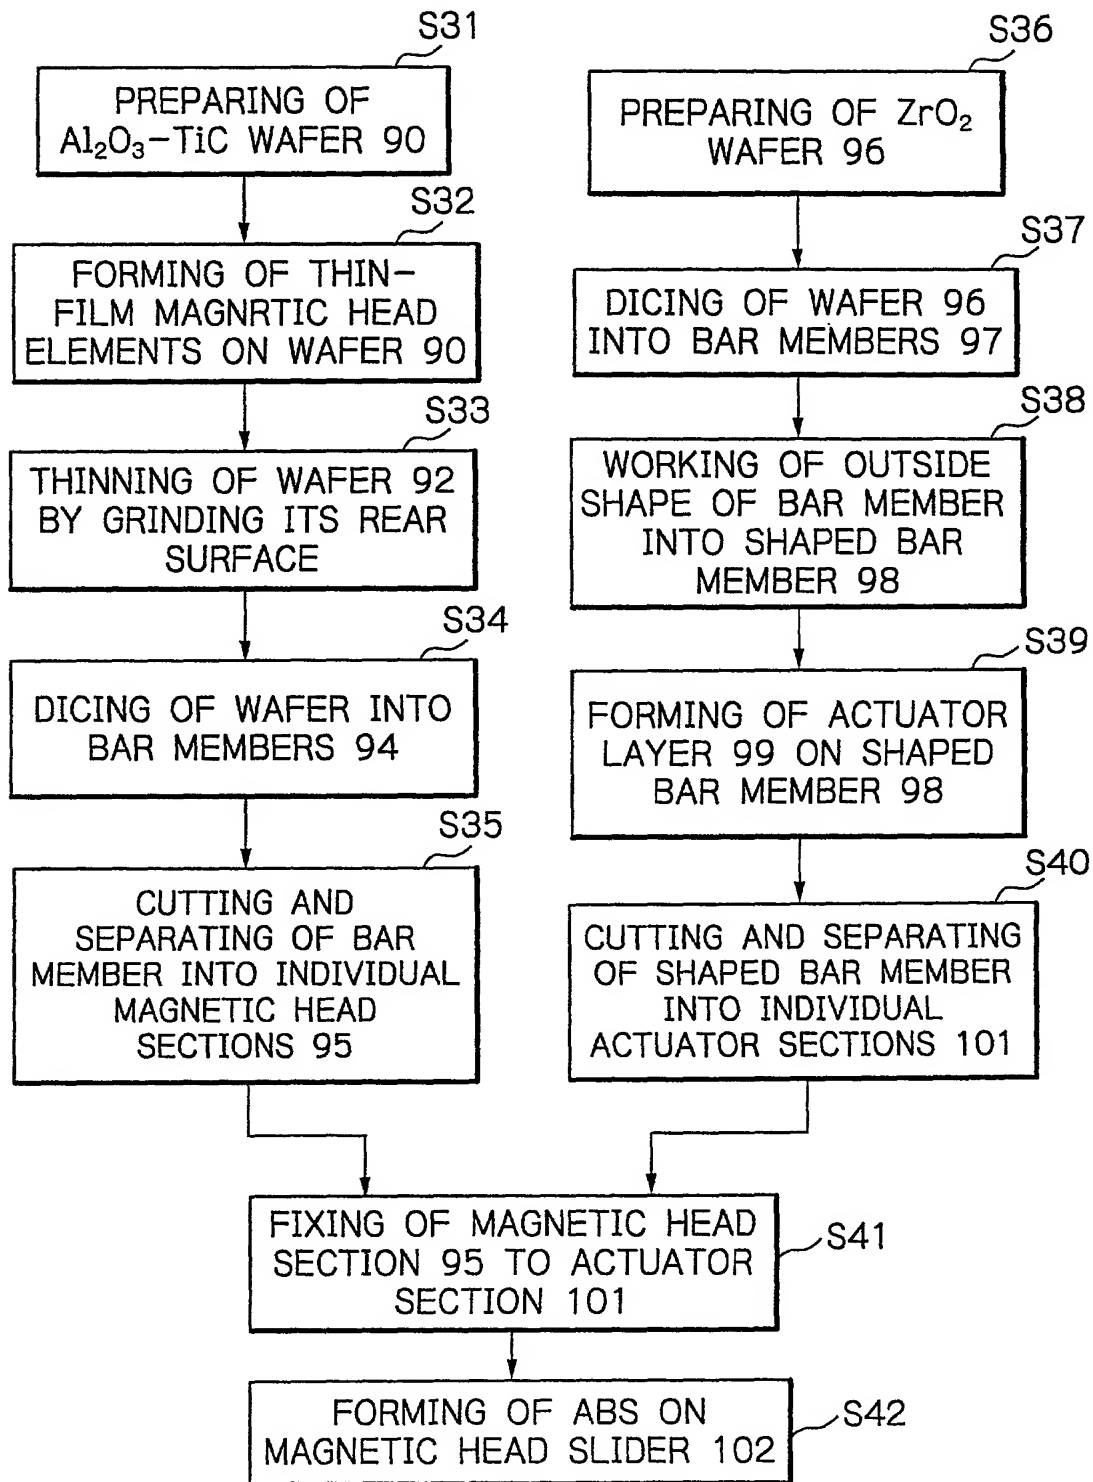 S31
PREPARING OF
Al₂O₃-TiC WAFER 90
S32
FORMING OF THIN-
FILM MAGNRTIC HEAD
ELEMENTS ON WAFER 90
S33
THINNING OF WAFER 92
BY GRINDING ITS REAR
SURFACE
S34
DICING OF WAFER INTO
BAR MEMBERS 94
S35
CUTTING AND
SEPARATING OF BAR
MEMBER INTO INDIVIDUAL
MAGNETIC HEAD
SECTIONS 95
S36
PREPARING OF ZrO₂
WAFER 96
S37
DICING OF WAFER 96
INTO BAR MEMBERS 97
S38
WORKING OF OUTSIDE
SHAPE OF BAR MEMBER
INTO SHAPED BAR
MEMBER 98
S39
FORMING OF ACTUATOR
LAYER 99 ON SHAPED
BAR MEMBER 98
S40
CUTTING AND SEPARATING
OF SHAPED BAR MEMBER
INTO INDIVIDUAL
ACTUATOR SECTIONS 101
FIXING OF MAGNETIC HEAD
SECTION 95 TO ACTUATOR
SECTION 101
S41
FORMING OF ABS ON
MAGNETIC HEAD SLIDER 102
S42